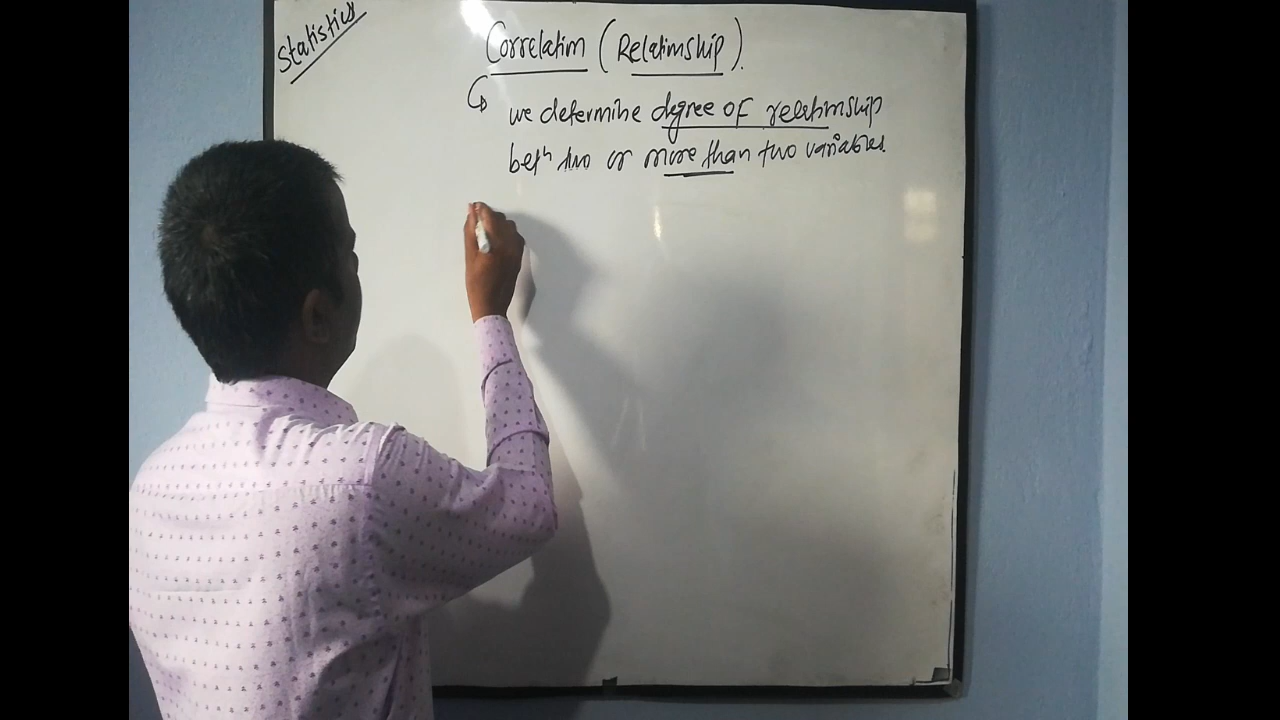 Statistics
Correlation (Relationship).
we determine degree of relationship
betⁿ two or more than two variables.